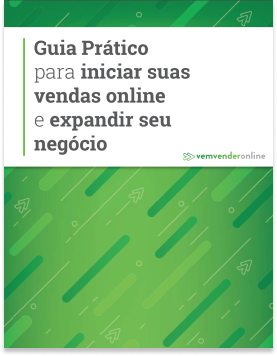 Guia Prático
para iniciar suas
vendas online
e expandir seu
negócio
vemvenderonline